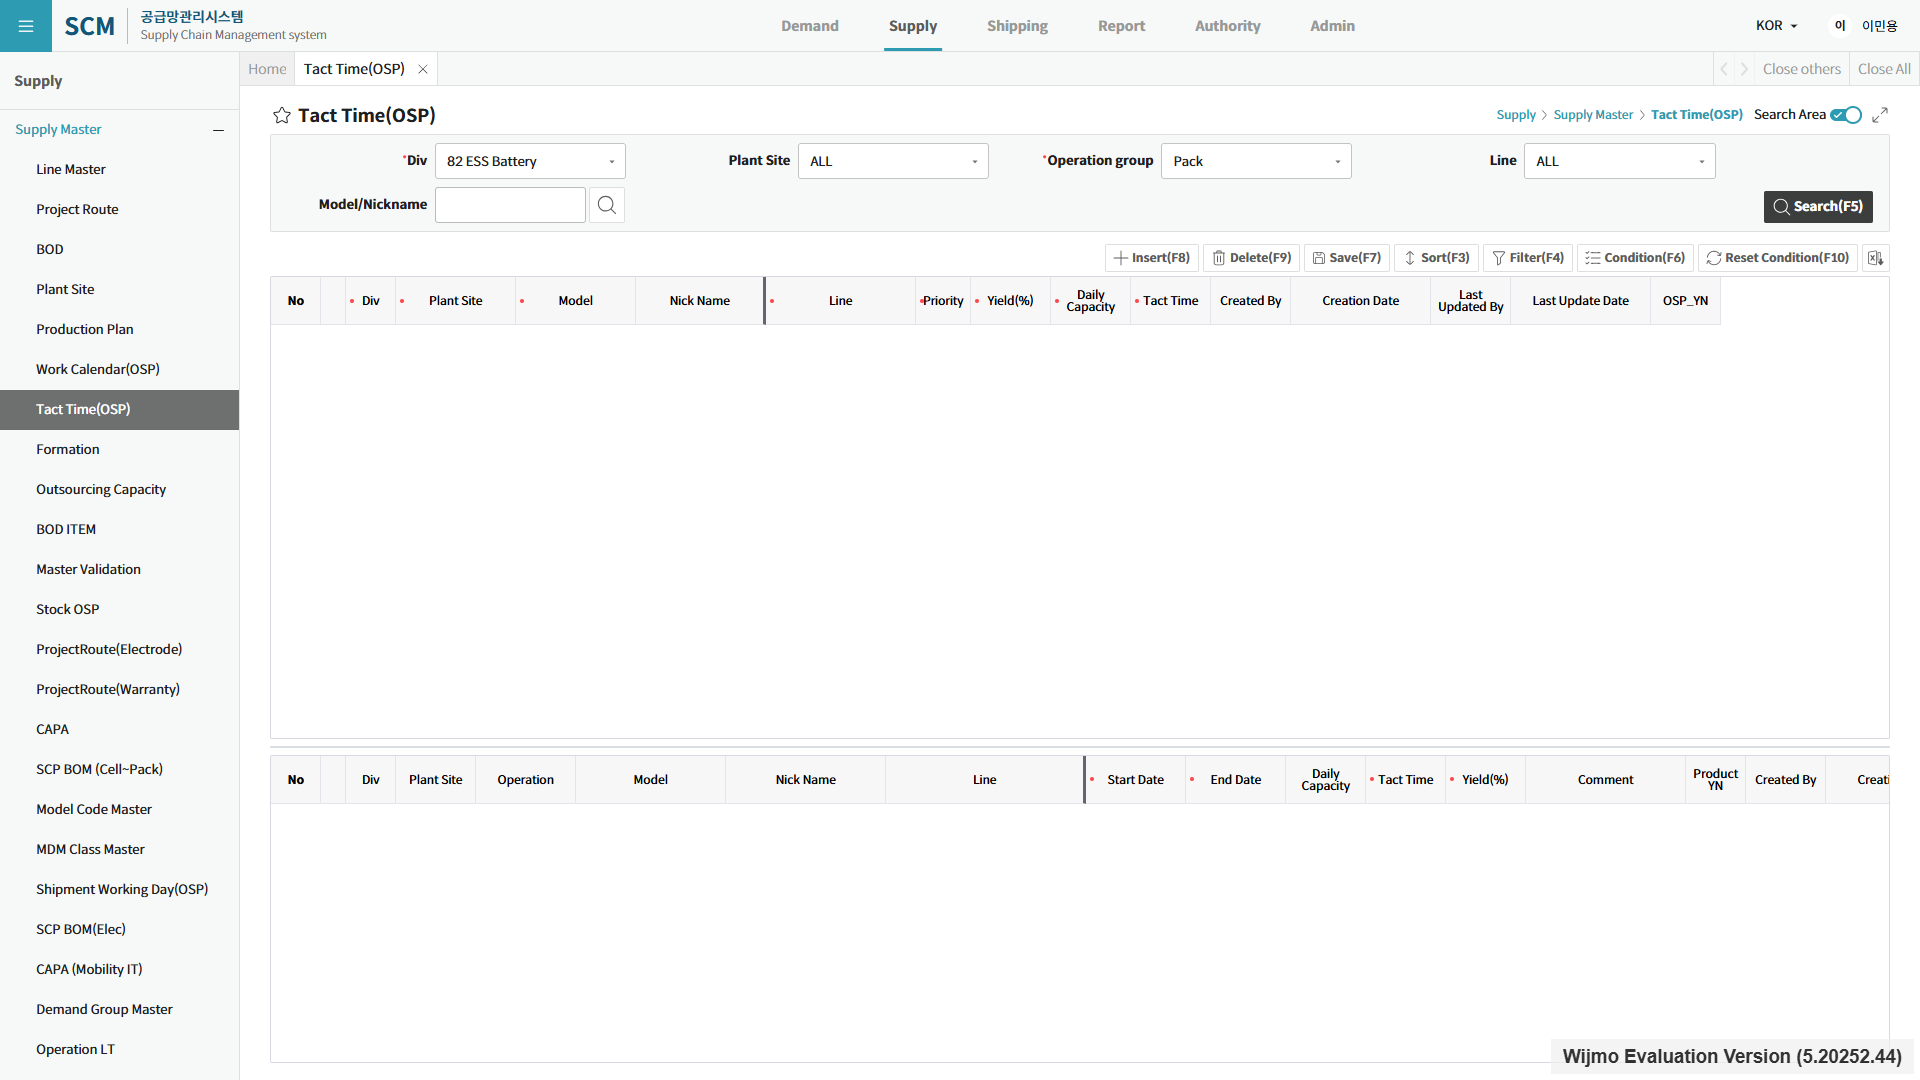 SCM
공급망관리시스템
Supply Chain Management system
Demand
Supply
Shipping
Report
Authority
Admin
KOR
이
이민용
Supply
Home
Tact Time(OSP)
Close others
Close All
Supply Master
Line Master
Project Route
BOD
Plant Site
Production Plan
Work Calendar(OSP)
Tact Time(OSP)
Formation
Outsourcing Capacity
BOD ITEM
Master Validation
Stock OSP
ProjectRoute(Electrode)
ProjectRoute(Warranty)
CAPA
SCP BOM (Cell~Pack)
Model Code Master
MDM Class Master
Shipment Working Day(OSP)
SCP BOM(Elec)
CAPA (Mobility IT)
Demand Group Master
Operation LT
Tact Time(OSP)
Supply > Supply Master > Tact Time(OSP)
Search Area
*Div
82 ESS Battery
Plant Site
ALL
*Operation group
Pack
Line
ALL
Model/Nickname
Search(F5)
Insert(F8)
Delete(F9)
Save(F7)
Sort(F3)
Filter(F4)
Condition(F6)
Reset Condition(F10)
No
Div
Plant Site
Model
Nick Name
Line
Priority
Yield(%)
Daily
Capacity
Tact Time
Created By
Creation Date
Last
Updated By
Last Update Date
OSP_YN
No
Div
Plant Site
Operation
Model
Nick Name
Line
Start Date
End Date
Daily
Capacity
Tact Time
Yield(%)
Comment
Product
YN
Created By
Creati
Wijmo Evaluation Version (5.20252.44)